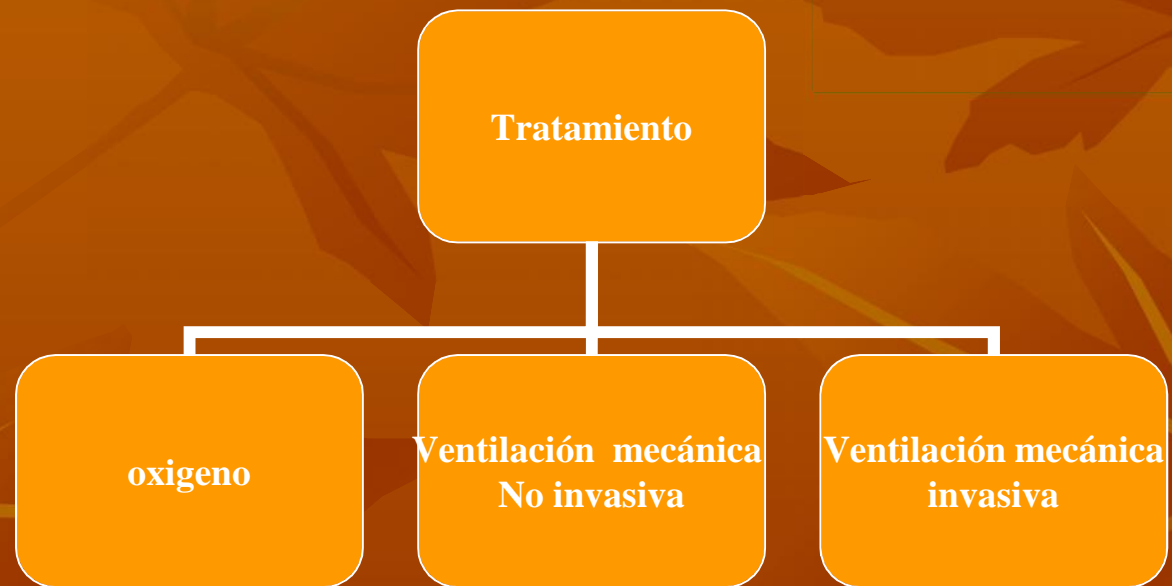 Tratamiento
oxigeno
Ventilación mecánica
No invasiva
Ventilación mecánica
invasiva